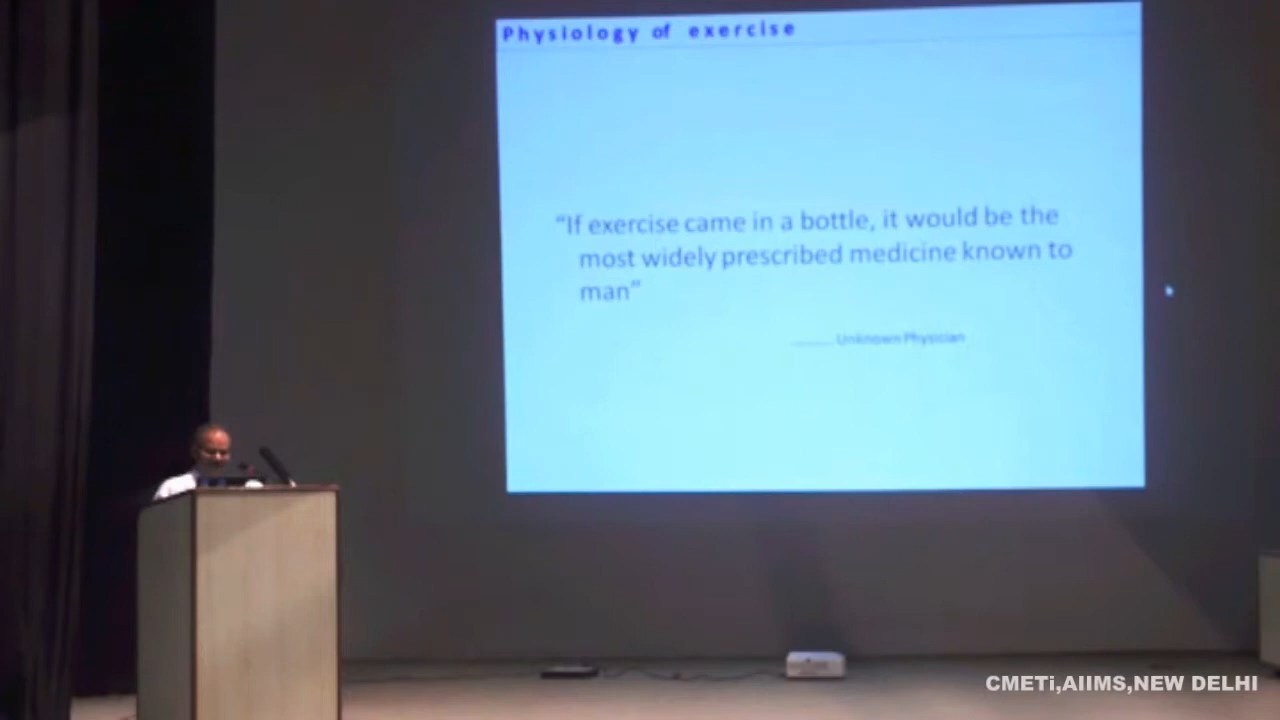 Physiology of exercise
“If exercise came in a bottle, it would be the
most widely prescribed medicine known to
man”
______ Unknown Physician
CMETi,AIIMS,NEW DELHI